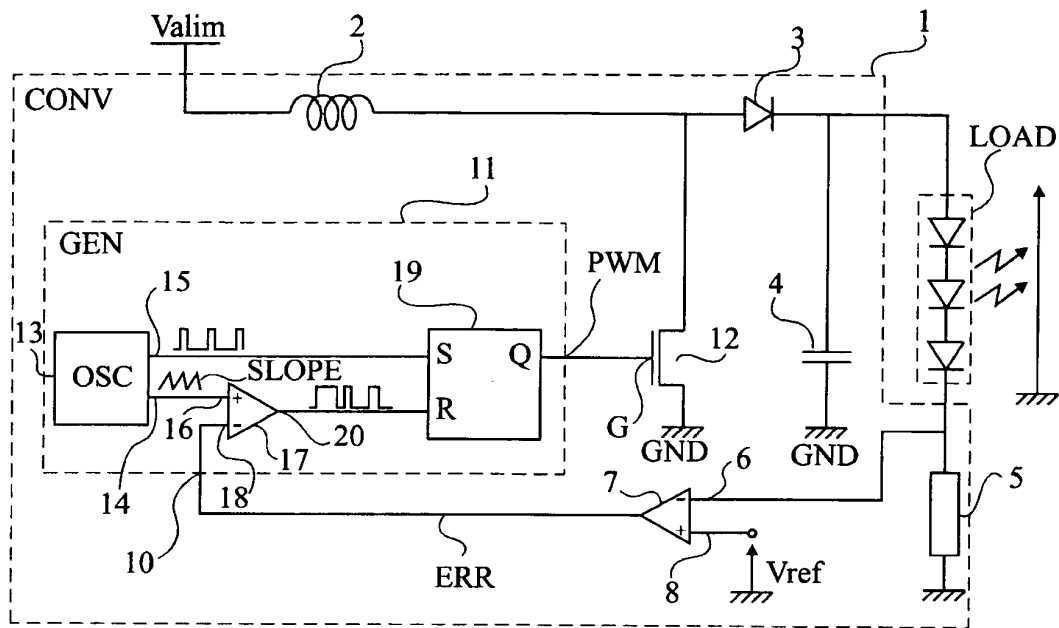 Valim
2
3
1
CONV
LOAD
11
GEN
PWM
19
15
13
4
S
Q
OSC
SLOPE
12
16
+
R
G
-
20
17
GND
GND
14
18
7
-
6
5
10
+
ERR
8
Vref